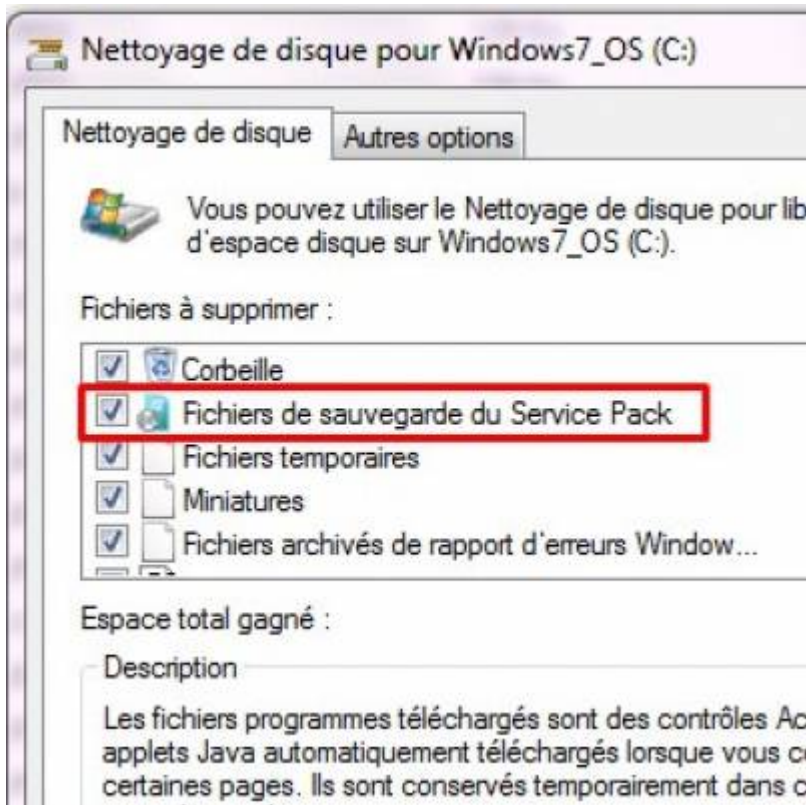 Nettoyage de disque pour Windows7_OS (C:)
Nettoyage de disque
Autres options
Vous pouvez utiliser le Nettoyage de disque pour lib
d'espace disque sur Windows7_OS (C:).
Fichiers à supprimer :
Corbeille
Fichiers de sauvegarde du Service Pack
Fichiers temporaires
Miniatures
Fichiers archivés de rapport d'erreurs Window...
Espace total gagné :
Description
Les fichiers programmes téléchargés sont des contrôles Ac
applets Java automatiquement téléchargés lorsque vous c
certaines pages. Ils sont conservés temporairement dans